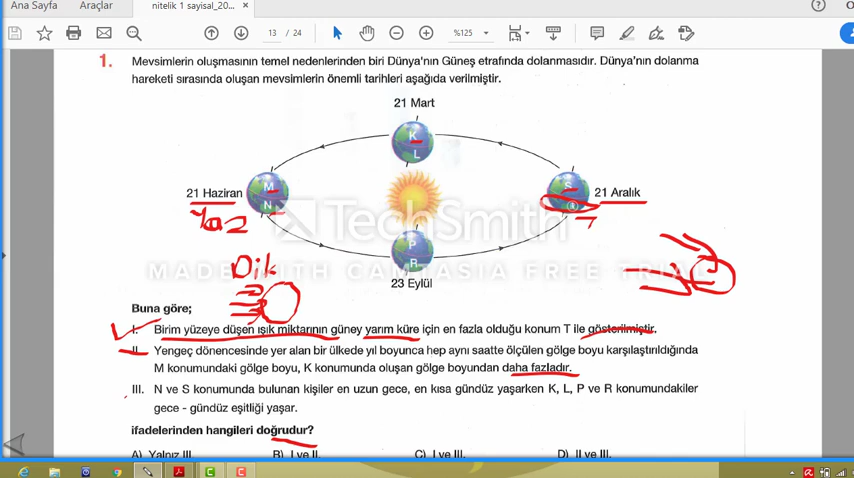 Ana Sayfa Araçlar nitelik 1 sayisal_20... ×
13 / 24 %125
1. Mevsimlerin oluşmasının temel nedenlerinden biri Dünya'nın Güneş etrafında dolanmasıdır. Dünya'nın dolanma
hareketi sırasında oluşan mevsimlerin önemli tarihleri aşağıda verilmiştir.
21 Mart
K
L
21 Haziran
M
N
S
21 Aralık
Yaz
T
TechSmith
P
R
MADE WITH CAMTASIA FREE TRIAL
Dik
23 Eylül
Buna göre;
I. Birim yüzeye düşen ışık miktarının güney yarım küre için en fazla olduğu konum T ile gösterilmiştir.
II. Yengeç dönencesinde yer alan bir ülkede yıl boyunca hep aynı saatte ölçülen gölge boyu karşılaştırıldığında
M konumundaki gölge boyu, K konumunda oluşan gölge boyundan daha fazladır.
III. N ve S konumunda bulunan kişiler en uzun gece, en kısa gündüz yaşarken K, L, P ve R konumundakiler
gece - gündüz eşitliği yaşar.
ifadelerinden hangileri doğrudur?
A) Yalnız III. B) I ve II. C) I ve III. D) II ve III.